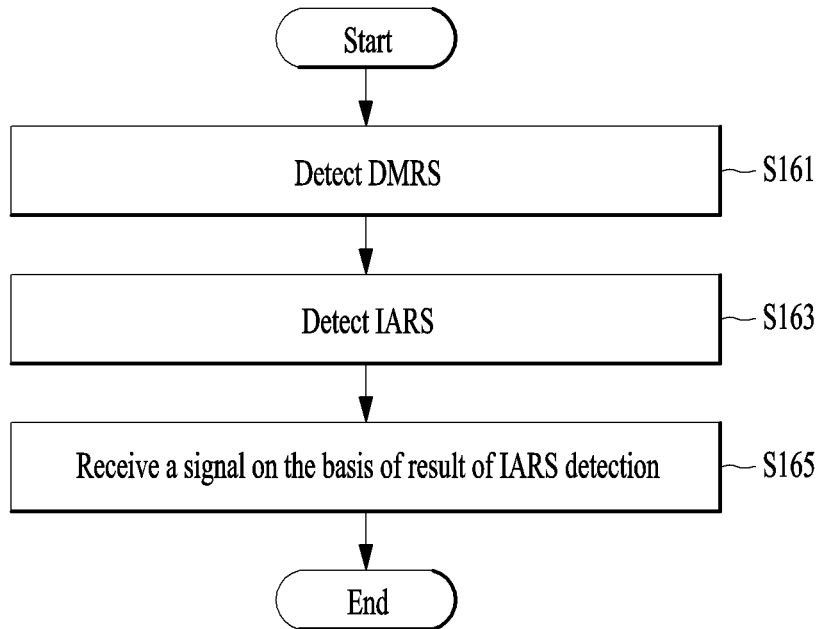 Start
Detect DMRS
S161
Detect IARS
S163
Receive a signal on the basis of result of IARS detection
S165
End